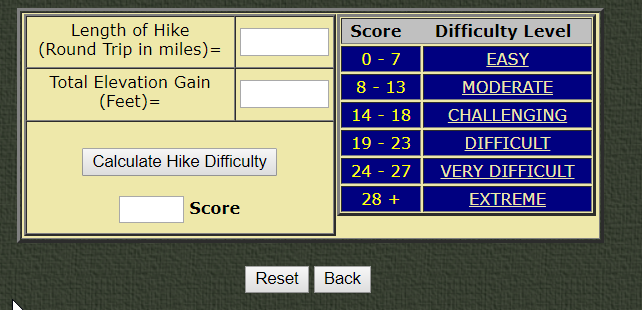 Length of Hike
(Round Trip in miles)=
Total Elevation Gain
(Feet)=
Calculate Hike Difficulty
Score
Score Difficulty Level
0 - 7 EASY
8 - 13 MODERATE
14 - 18 CHALLENGING
19 - 23 DIFFICULT
24 - 27 VERY DIFFICULT
28 + EXTREME
Reset Back